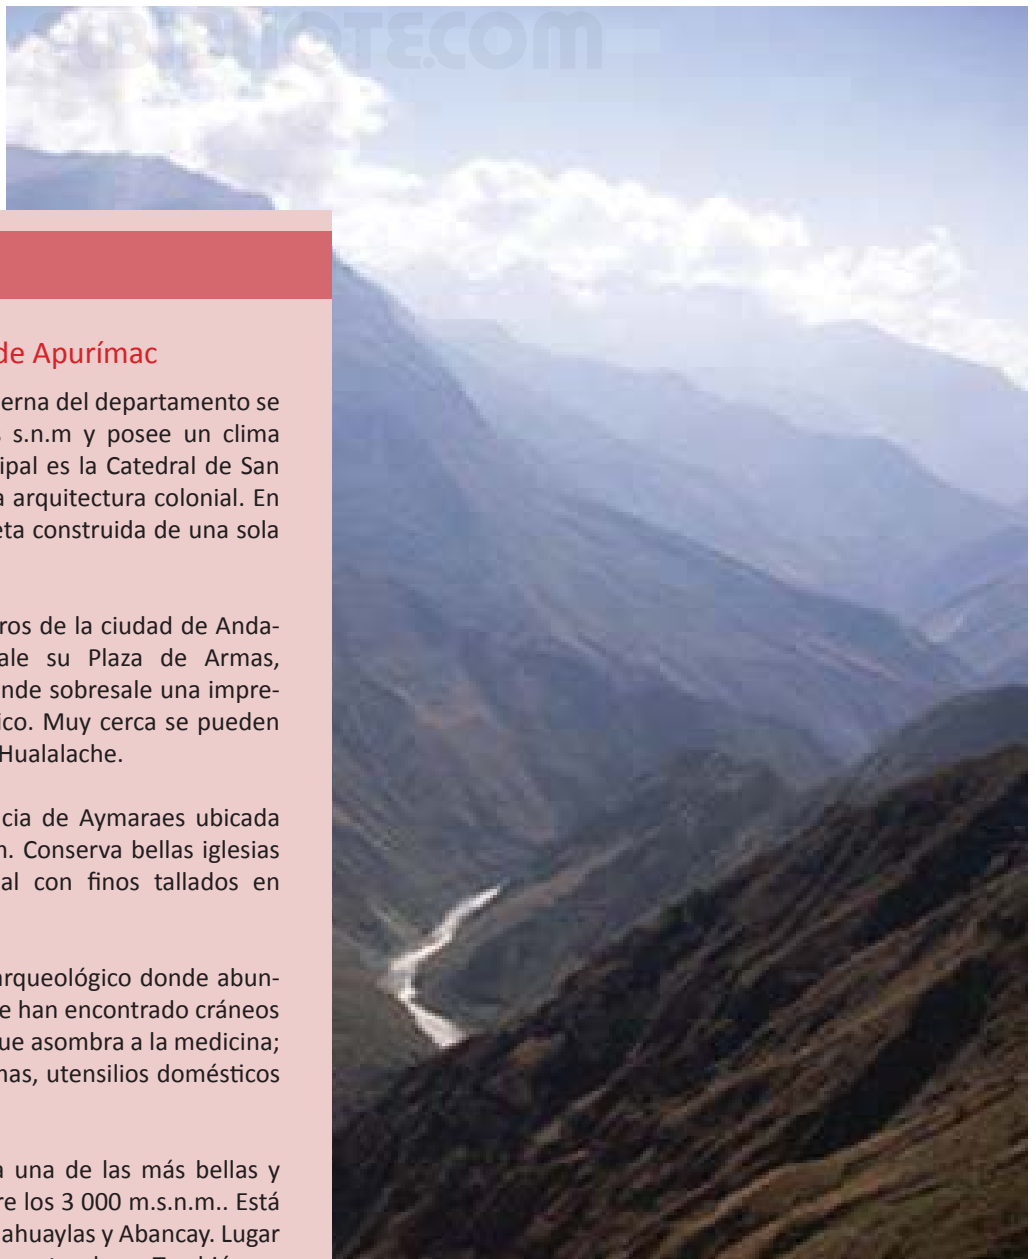 ELBIBLIOTE.COM
de Apurímac
erna del departamento se
s.n.m y posee un clima
ipal es la Catedral de San
a arquitectura colonial. En
eta construida de una sola
ros de la ciudad de Anda-
ale su Plaza de Armas,
nde sobresale una impre-
ico. Muy cerca se pueden
Hualalache.
cia de Aymaraes ubicada
n. Conserva bellas iglesias
al con finos tallados en
arqueológico donde abun-
e han encontrado cráneos
ue asombra a la medicina;
nas, utensilios domésticos
a una de las más bellas y
re los 3 000 m.s.n.m.. Está
ahuaylas y Abancay. Lugar